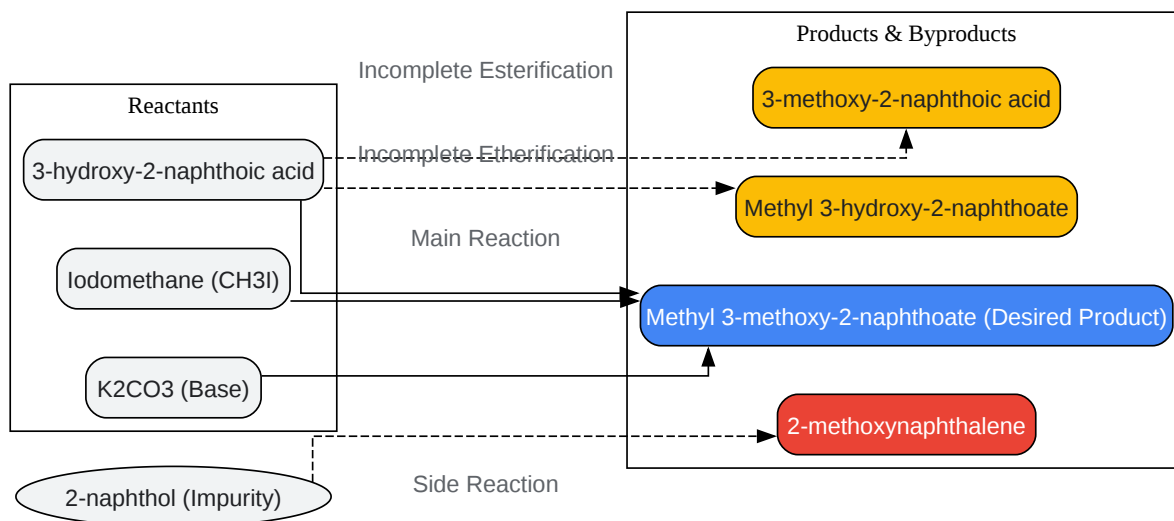 Products & Byproducts
Incomplete Esterification
3-methoxy-2-naphthoic acid
Reactants
3-hydroxy-2-naphthoic acid
Incomplete Etherification
Methyl 3-hydroxy-2-naphthoate
Main Reaction
Iodomethane (CH3I)
Methyl 3-methoxy-2-naphthoate (Desired Product)
K2CO3 (Base)
2-methoxynaphthalene
Side Reaction
2-naphthol (Impurity)